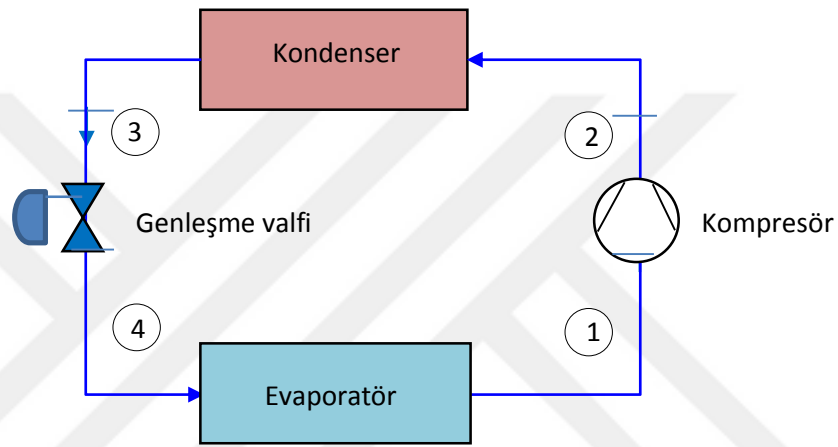 Kondenser
3
2
Genleşme valfi
Kompresör
4
1
Evaporatör